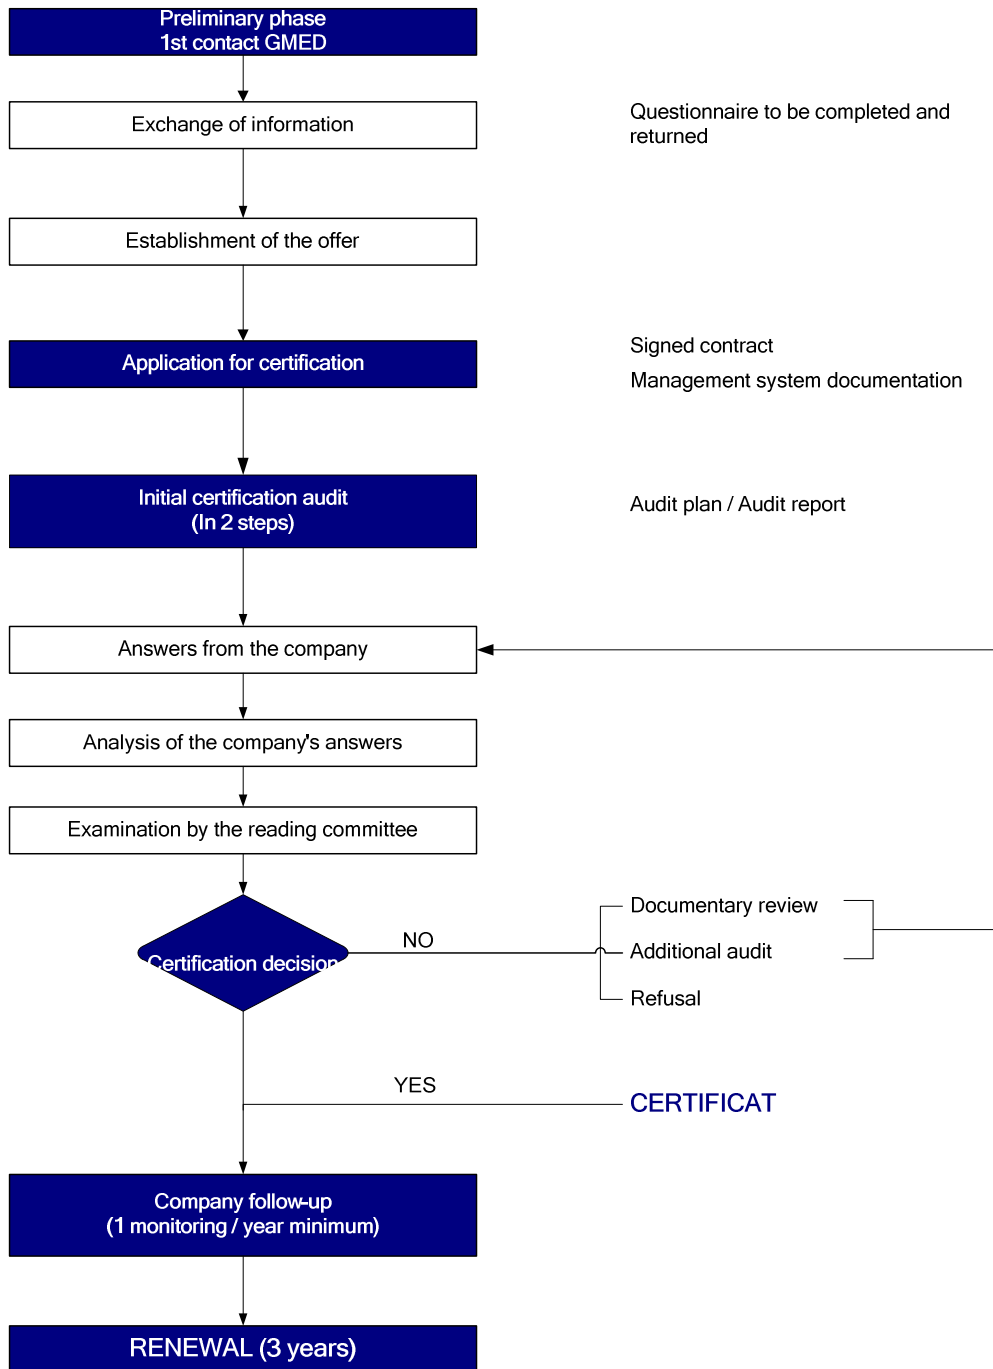 Preliminary phase
1st contact GMED
Exchange of information
Questionnaire to be completed and
returned
Establishment of the offer
Application for certification
Signed contract
Management system documentation
Initial certification audit
(In 2 steps)
Audit plan / Audit report
Answers from the company
Analysis of the company's answers
Examination by the reading committee
Certification decision
NO
Documentary review
Additional audit
Refusal
YES
CERTIFICAT
Company follow-up
(1 monitoring / year minimum)
RENEWAL (3 years)